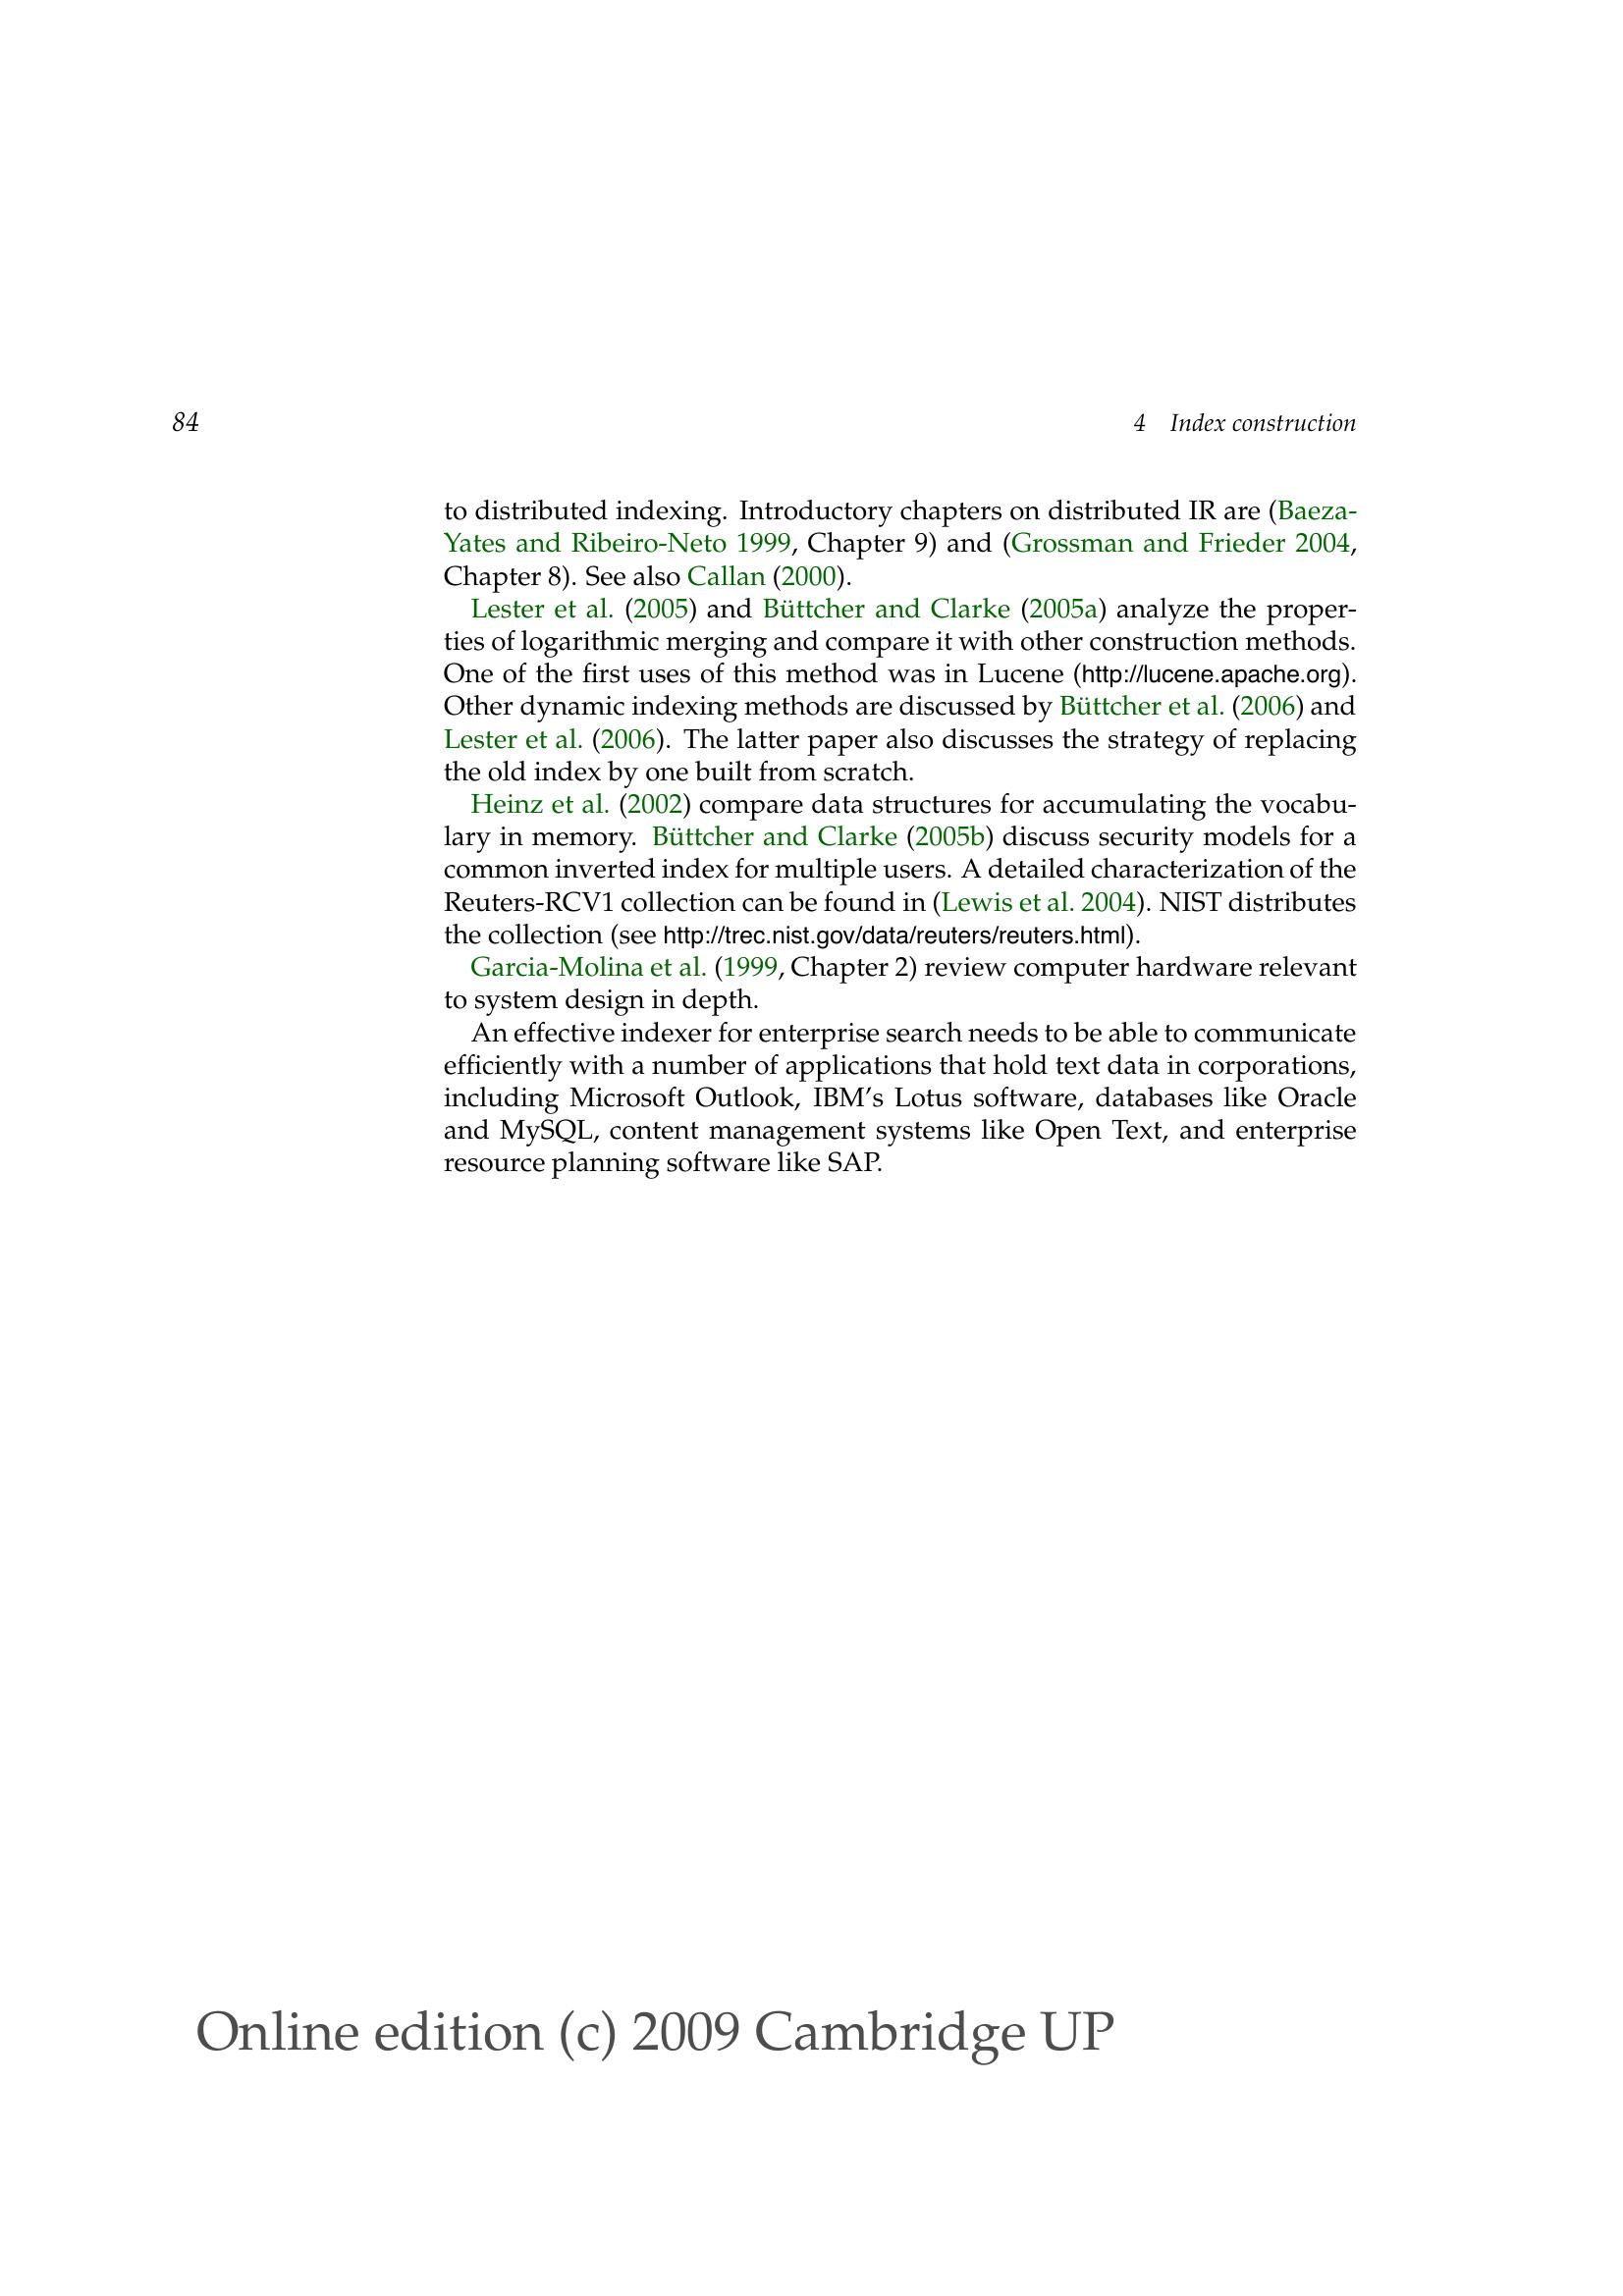 84
4 Index construction
to distributed indexing. Introductory chapters on distributed IR are (Baeza-
Yates and Ribeiro-Neto 1999, Chapter 9) and (Grossman and Frieder 2004,
Chapter 8). See also Callan (2000).
Lester et al. (2005) and Büttcher and Clarke (2005a) analyze the proper-
ties of logarithmic merging and compare it with other construction methods.
One of the first uses of this method was in Lucene (http://lucene.apache.org).
Other dynamic indexing methods are discussed by Büttcher et al. (2006) and
Lester et al. (2006). The latter paper also discusses the strategy of replacing
the old index by one built from scratch.
Heinz et al. (2002) compare data structures for accumulating the vocabu-
lary in memory. Büttcher and Clarke (2005b) discuss security models for a
common inverted index for multiple users. A detailed characterization of the
Reuters-RCV1 collection can be found in (Lewis et al. 2004). NIST distributes
the collection (see http://trec.nist.gov/data/reuters/reuters.html).
Garcia-Molina et al. (1999, Chapter 2) review computer hardware relevant
to system design in depth.
An effective indexer for enterprise search needs to be able to communicate
efficiently with a number of applications that hold text data in corporations,
including Microsoft Outlook, IBM’s Lotus software, databases like Oracle
and MySQL, content management systems like Open Text, and enterprise
resource planning software like SAP.
Online edition (c) 2009 Cambridge UP